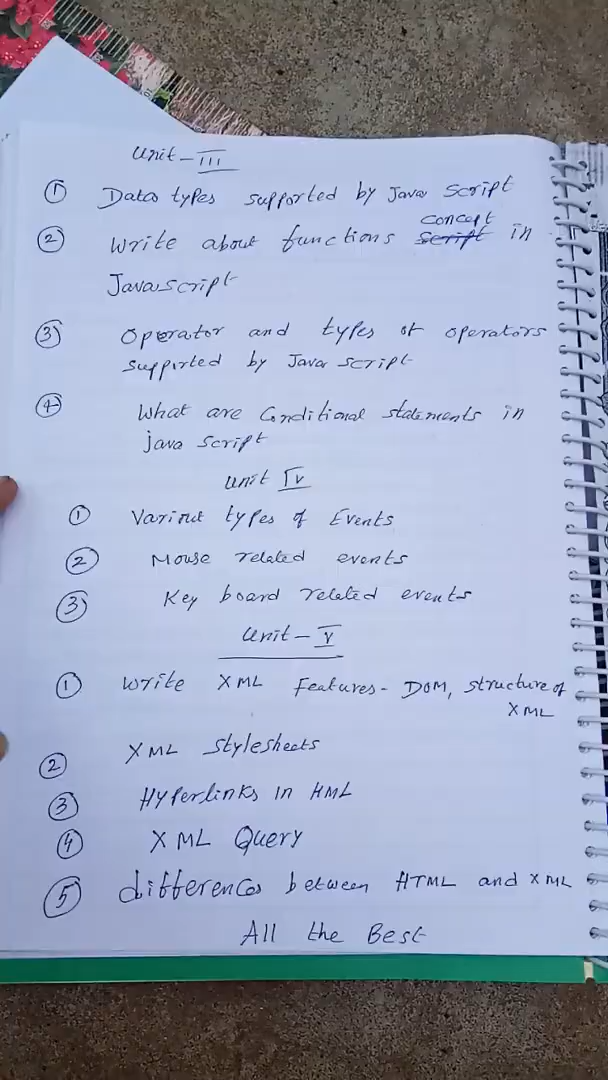 Unit - III
① Data types supported by Java Script
concept
② Write about functions script in
Javascript
③ Operator and types of operators
supported by Java script
④ What are Conditional statements in
java script
Unit IV
① Various types of Events
② Mouse related events
③ Key board related events
Unit - V
① Write XML Features - DOM, structure of
XML
② XML Stylesheets
③ Hyperlinks in HML
④ XML Query
⑤ differences between HTML and XML
All the Best